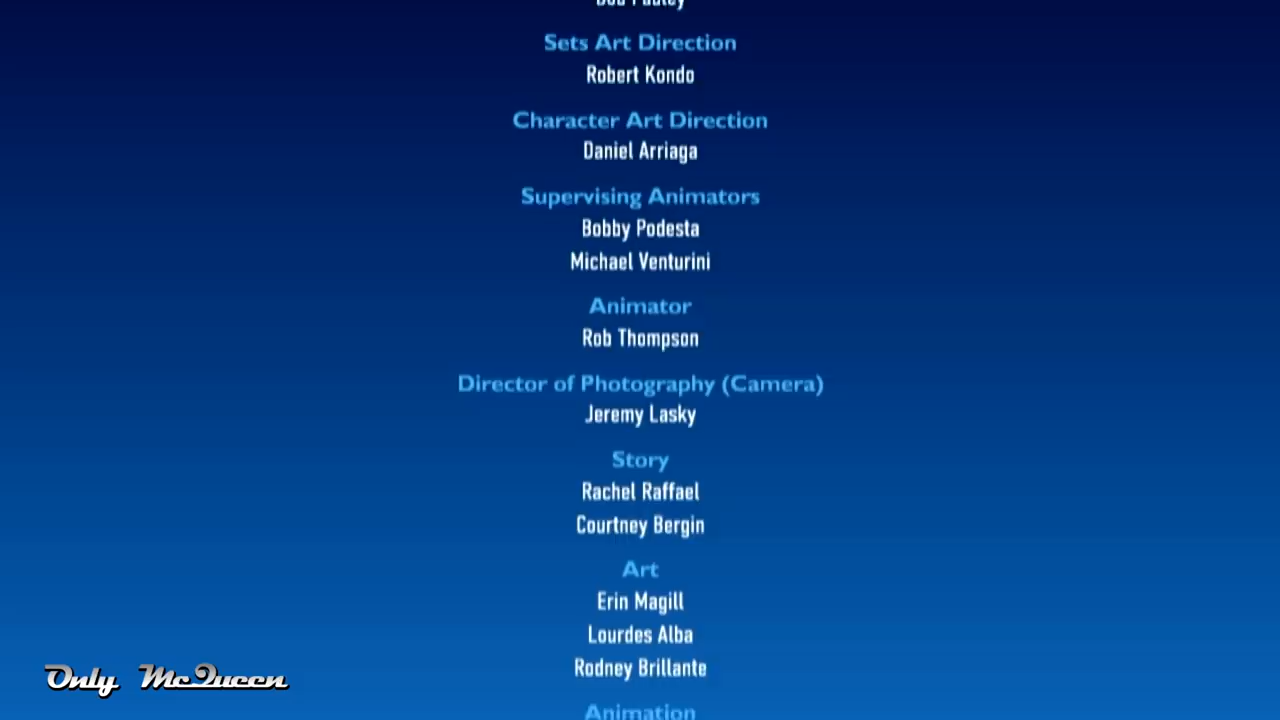 Sets Art Direction
Robert Kondo
Character Art Direction
Daniel Arriaga
Supervising Animators
Bobby Podesta
Michael Venturini
Animator
Rob Thompson
Director of Photography (Camera)
Jeremy Lasky
Story
Rachel Raffael
Courtney Bergin
Art
Erin Magill
Lourdes Alba
Rodney Brillante
Only McQueen
Animation